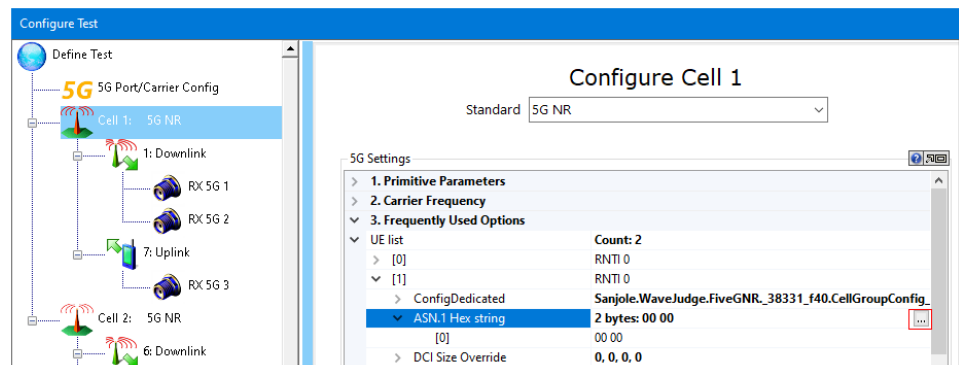 Configure Test
Define Test
5G 5G Port/Carrier Config
Cell 1: 5G NR
1: Downlink
RX 5G 1
RX 5G 2
7: Uplink
RX 5G 3
Cell 2: 5G NR
6: Downlink
Configure Cell 1
Standard 5G NR
5G Settings
1. Primitive Parameters
2. Carrier Frequency
3. Frequently Used Options
UE list Count: 2
[0] RNTI 0
[1] RNTI 0
ConfigDedicated Sanjole.WaveJudge.FiveGNR._38331_f40.CellGroupConfig_
ASN.1 Hex string 2 bytes: 00 00 ...
[0] 00 00
DCI Size Override 0, 0, 0, 0